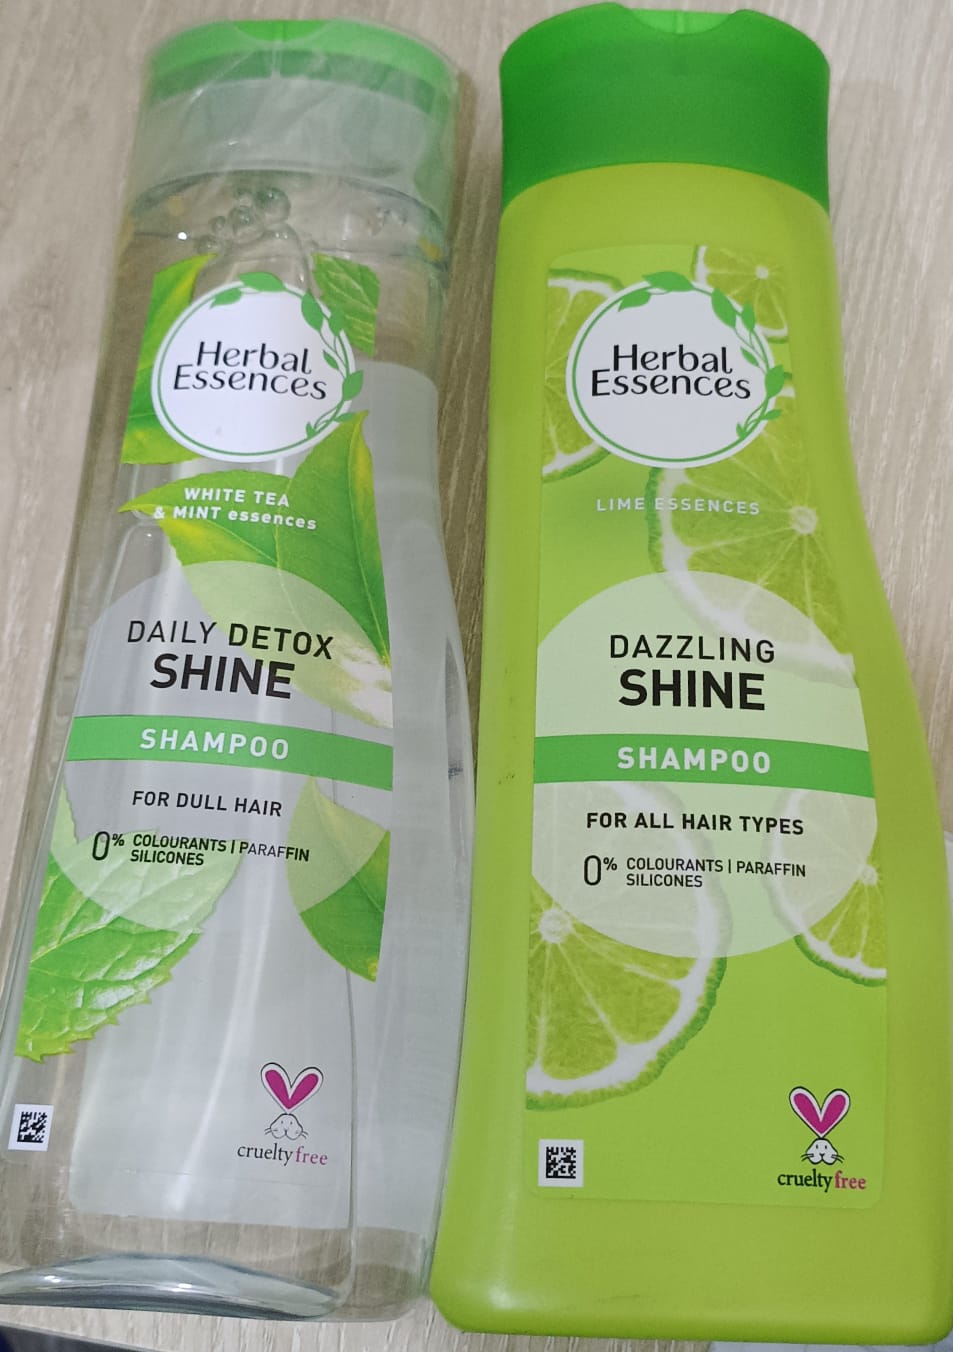 Herbal
Essences
WHITE TEA
& MINT essences
DAILY DETOX
SHINE
SHAMPOO
FOR DULL HAIR
0% COLOURANTS | PARAFFIN
SILICONES
cruelty free
Herbal
Essences
LIME ESSENCES
DAZZLING
SHINE
SHAMPOO
FOR ALL HAIR TYPES
0% COLOURANTS | PARAFFIN
SILICONES
cruelty free